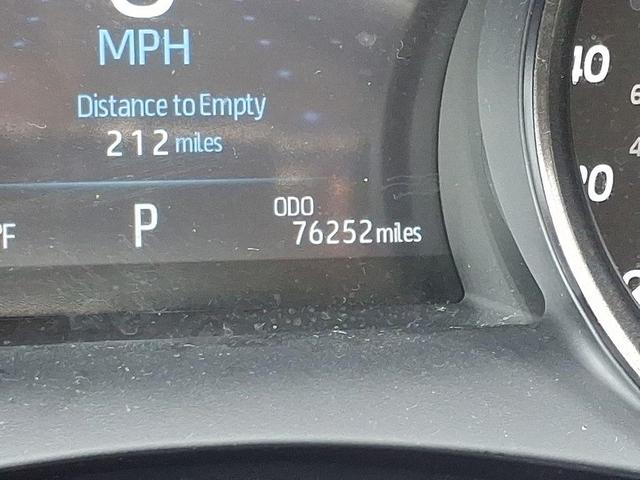 MPH
Distance to Empty
212 miles
°F
P
ODO
76252 miles
40
20